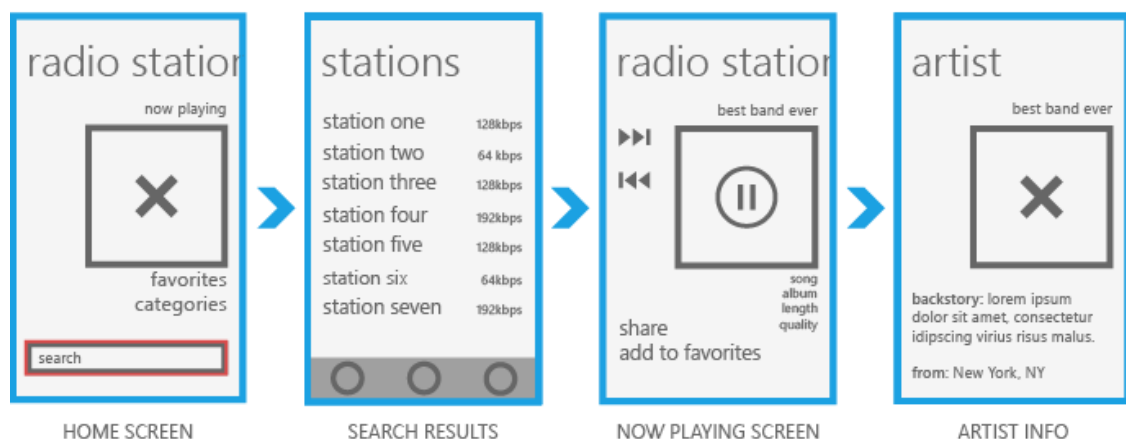 radio station
now playing
favorites
categories
search
HOME SCREEN
stations
station one 128kbps
station two 64 kbps
station three 128kbps
station four 192kbps
station five 128kbps
station six 64kbps
station seven 192kbps
SEARCH RESULTS
radio station
best band ever
song
album
length
quality
share
add to favorites
NOW PLAYING SCREEN
artist
best band ever
backstory: lorem ipsum
dolor sit amet, consectetur
idipscing virius risus malus.
from: New York, NY
ARTIST INFO